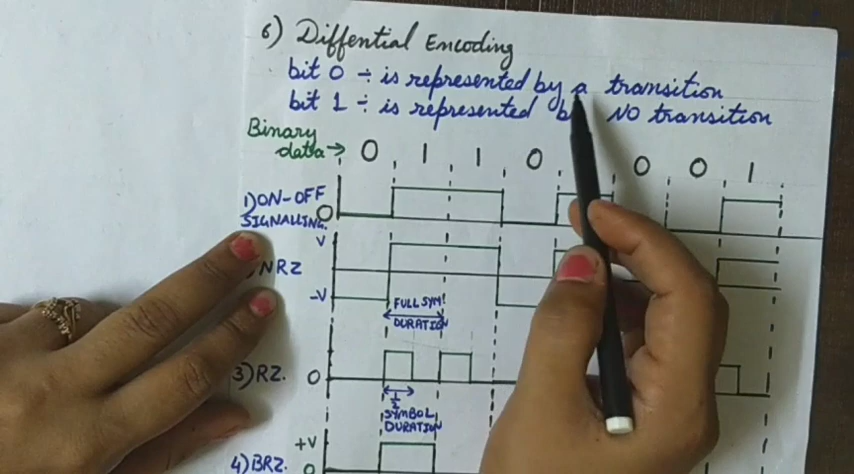 6) Diffential Encoding
bit 0 ÷ is represented by a transition
bit 1 ÷ is represented NO transition
Binary
data → 0 1 1 0 0 0 1
1) ON-OFF
SIGNALLING. 0
V
NRZ
-V
FULL SYM
DURATION
3) RZ. 0
1/2
SYMBOL
DURATION
+V
4) BRZ. 0